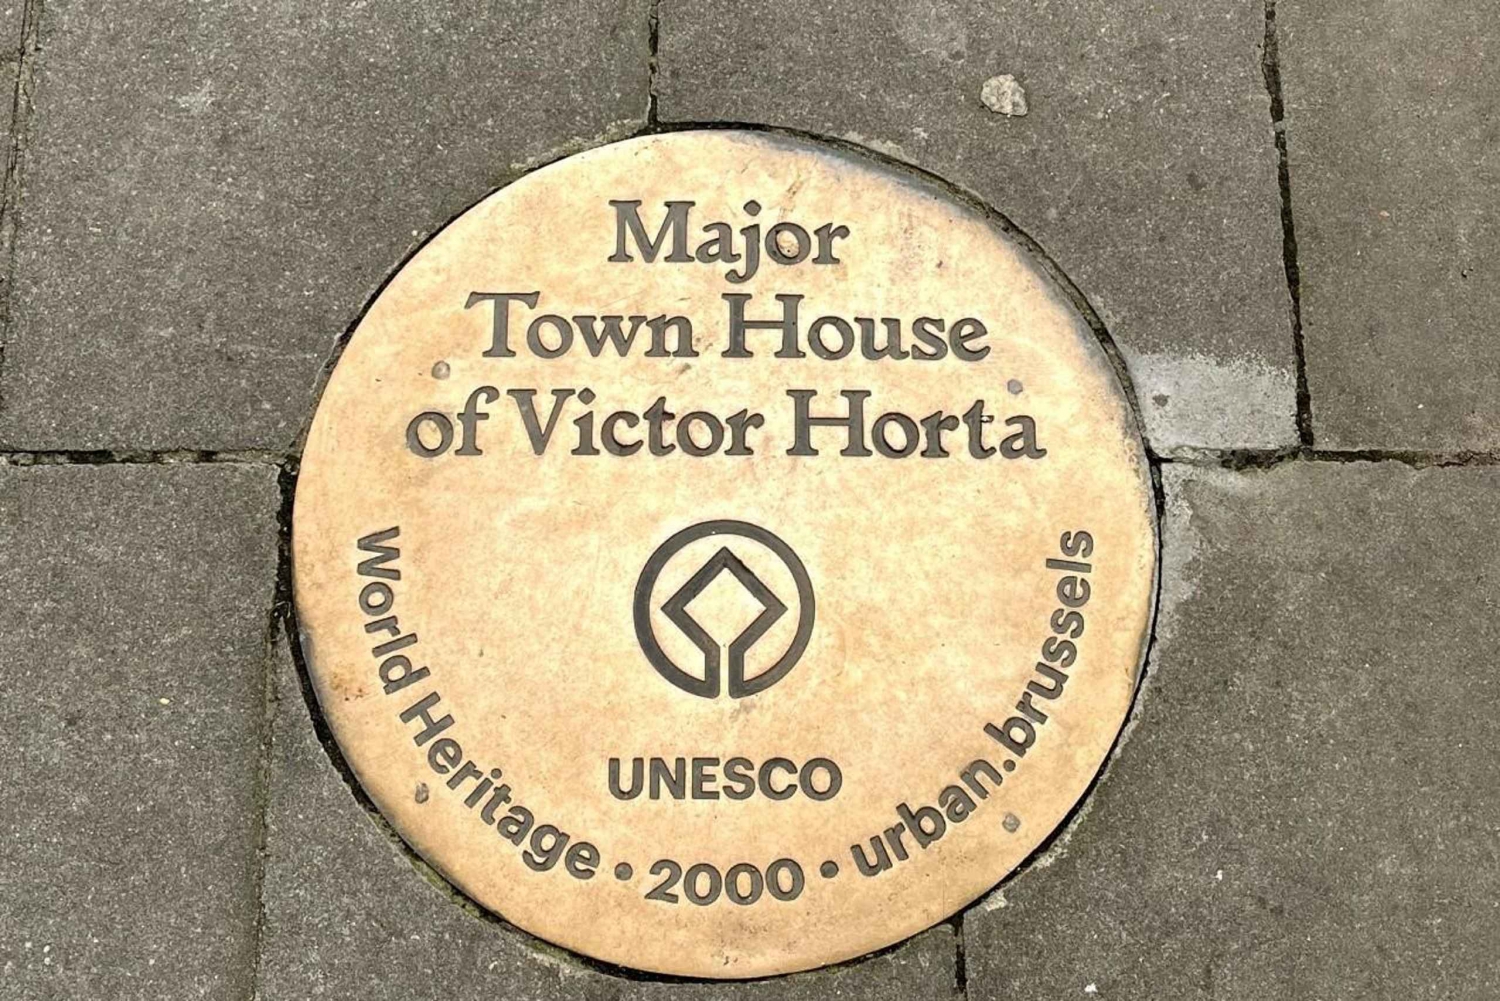 Major
Town House
of Victor Horta
UNESCO
World Heritage • 2000 • urban.brussels